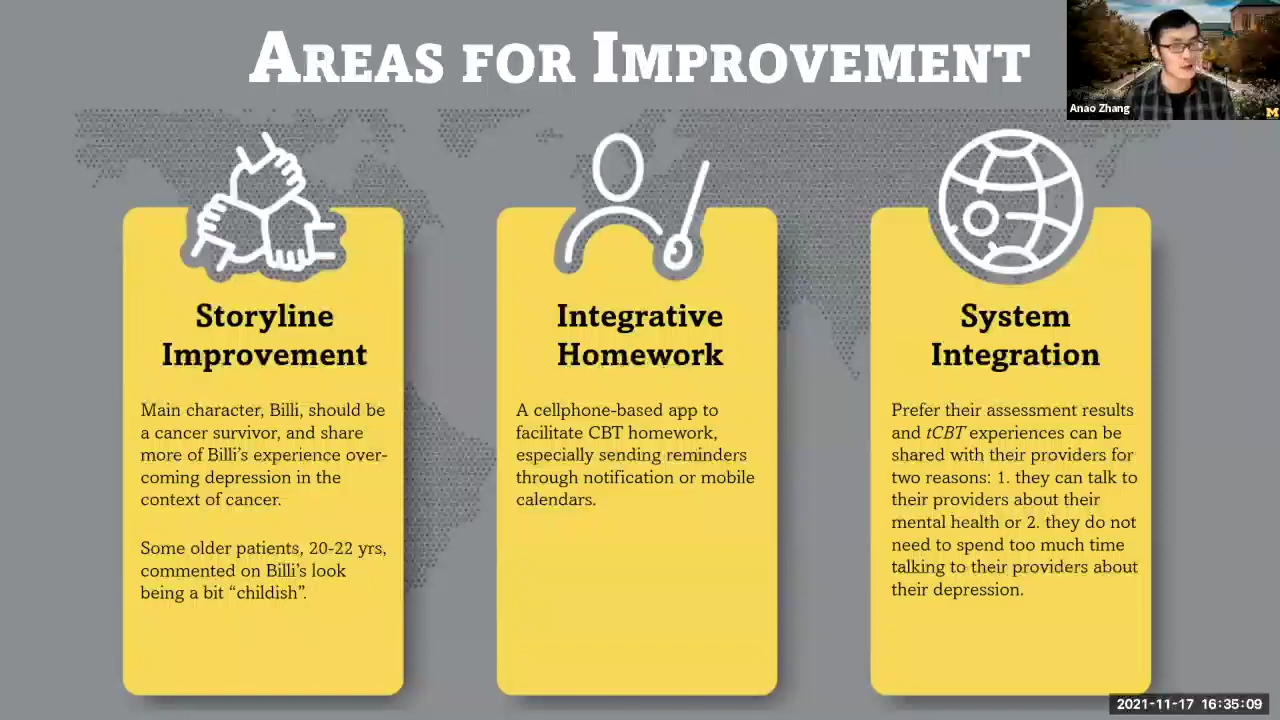 AREAS FOR IMPROVEMENT
Anao Zhang
M
Storyline
Improvement
Main character, Billi, should be
a cancer survivor, and share
more of Billi's experience over-
coming depression in the
context of cancer.
Some older patients, 20-22 yrs,
commented on Billi's look
being a bit “childish”.
Integrative
Homework
A cellphone-based app to
facilitate CBT homework,
especially sending reminders
through notification or mobile
calendars.
System
Integration
Prefer their assessment results
and tCBT experiences can be
shared with their providers for
two reasons: 1. they can talk to
their providers about their
mental health or 2. they do not
need to spend too much time
talking to their providers about
their depression.
2021-11-17 16:35:09